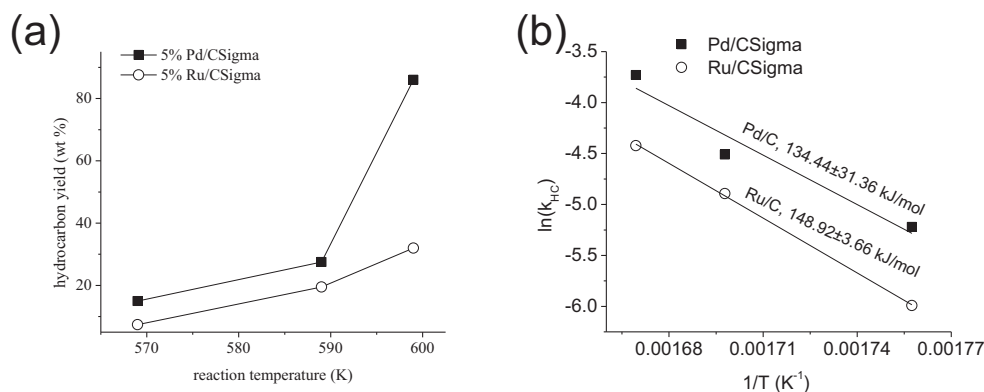 (a)
5% Pd/CSigma
5% Ru/CSigma
80
60
40
20
570
580
590
600
hydrocarbon yield (wt %)
reaction temperature (K)
(b)
Pd/CSigma
Ru/CSigma
-3.5
-4.0
-4.5
-5.0
-5.5
-6.0
ln(k_HC)
Pd/C, 134.44±31.36 kJ/mol
Ru/C, 148.92±3.66 kJ/mol
0.00168
0.00171
0.00174
0.00177
1/T (K⁻¹)